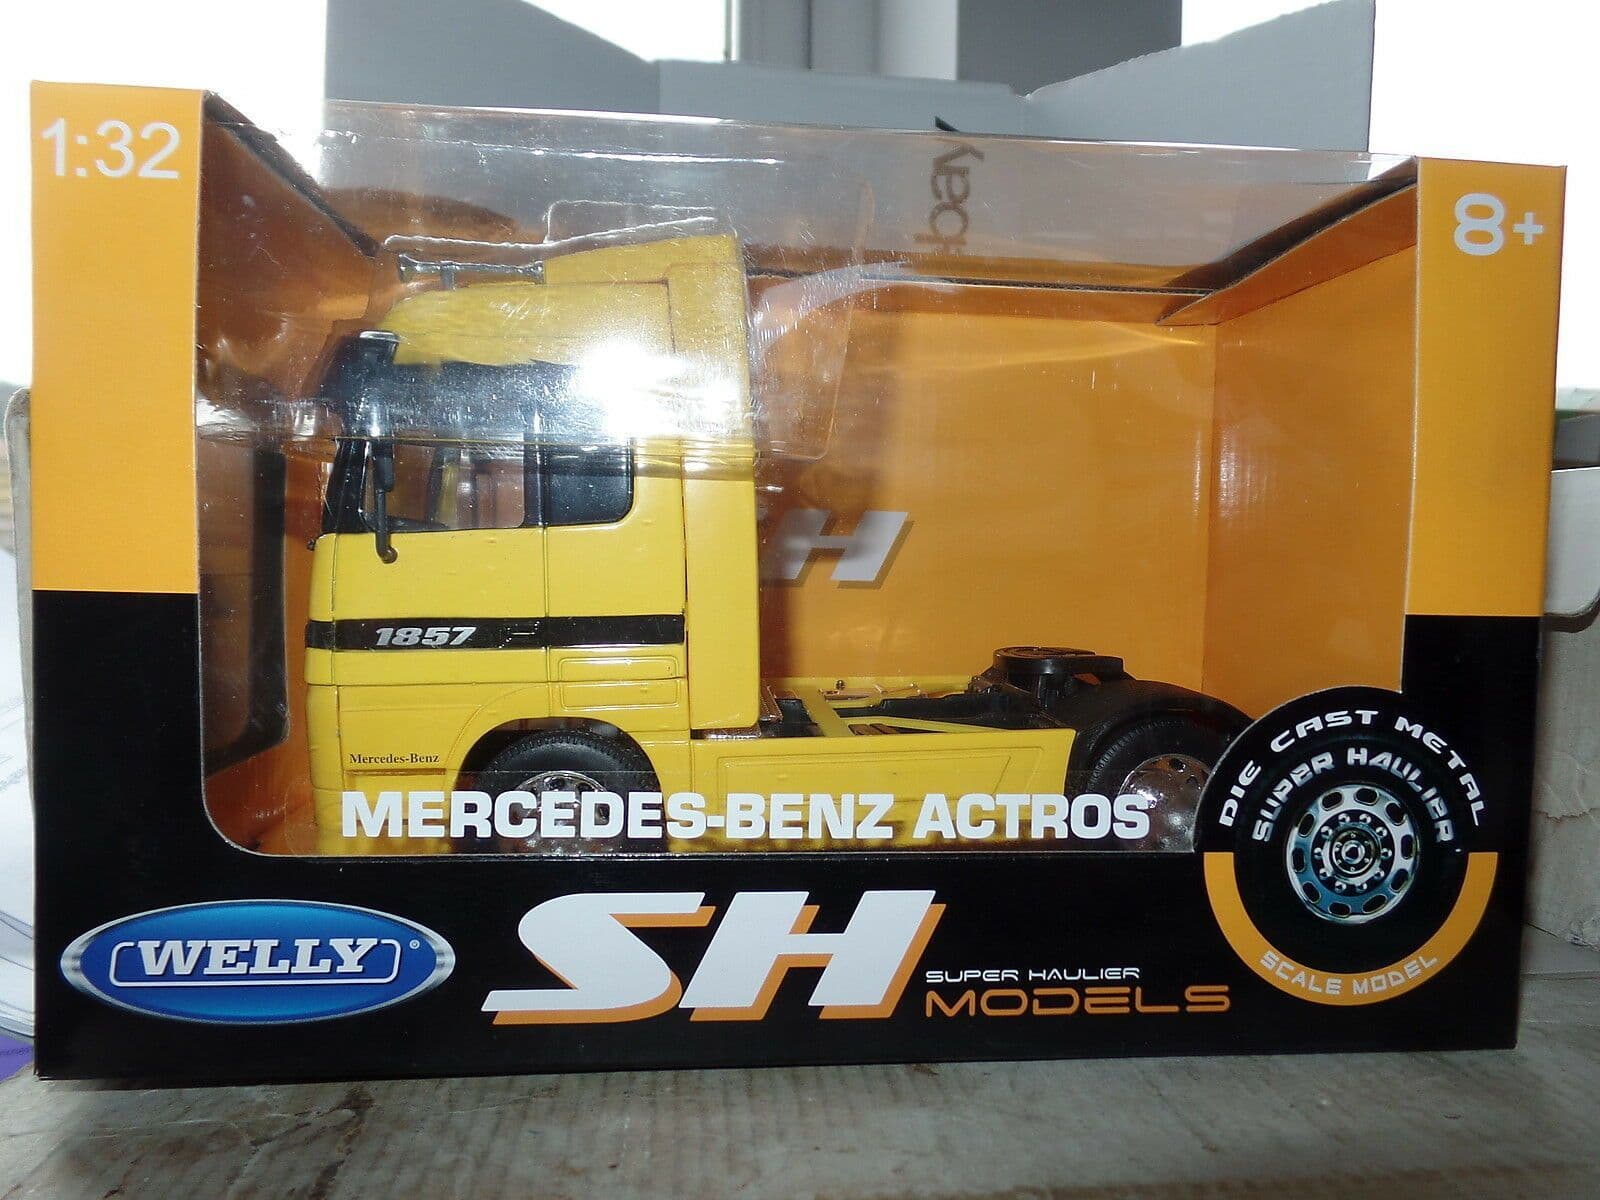 1:32
8+
ebay
H
1857
Mercedes-Benz
MERCEDES-BENZ ACTROS
DIE CAST METAL
SUPER HAULIER
SCALE MODEL
WELLY®
SH
SUPER HAULIER
MODELS